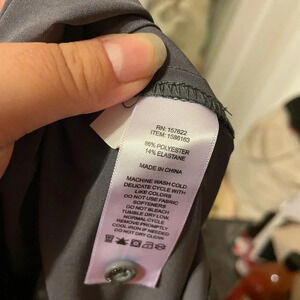 RN: 157622
ITEM: 1586163
86% POLYESTER
14% ELASTANE
MADE IN CHINA
MACHINE WASH COLD
DELICATE CYCLE WITH
LIKE COLORS
DO NOT USE FABRIC
SOFTENERS
DO NOT BLEACH
TUMBLE DRY LOW
NORMAL CYCLE
REMOVE PROMPTLY
COOL IRON IF NEEDED
DO NOT DRY CLEAN